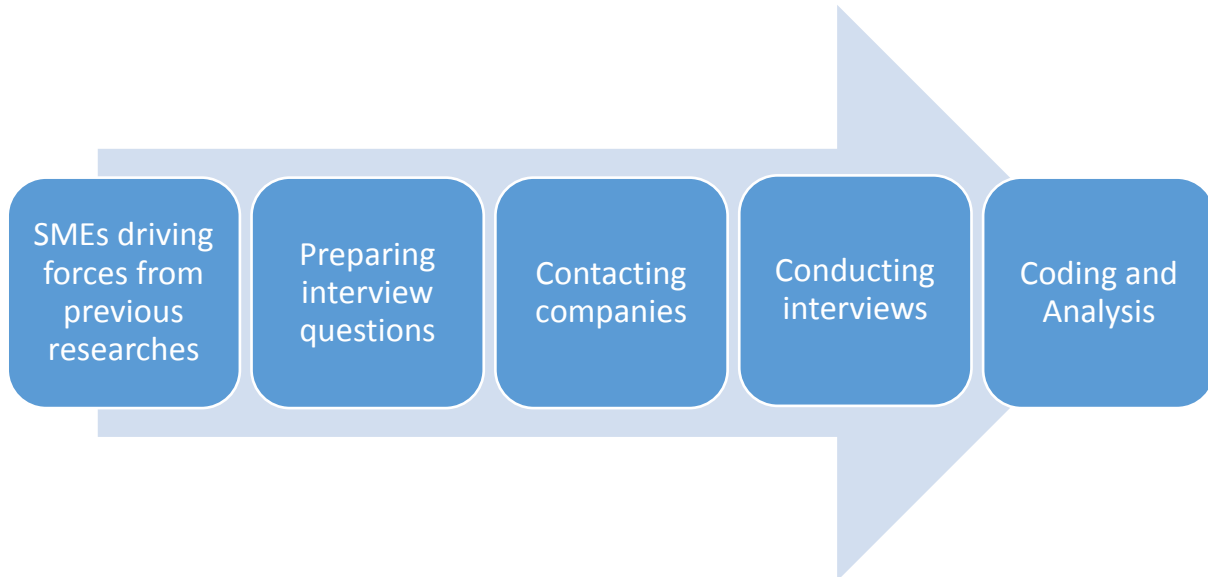 SMEs driving
forces from
previous
researches
Preparing
interview
questions
Contacting
companies
Conducting
interviews
Coding and
Analysis